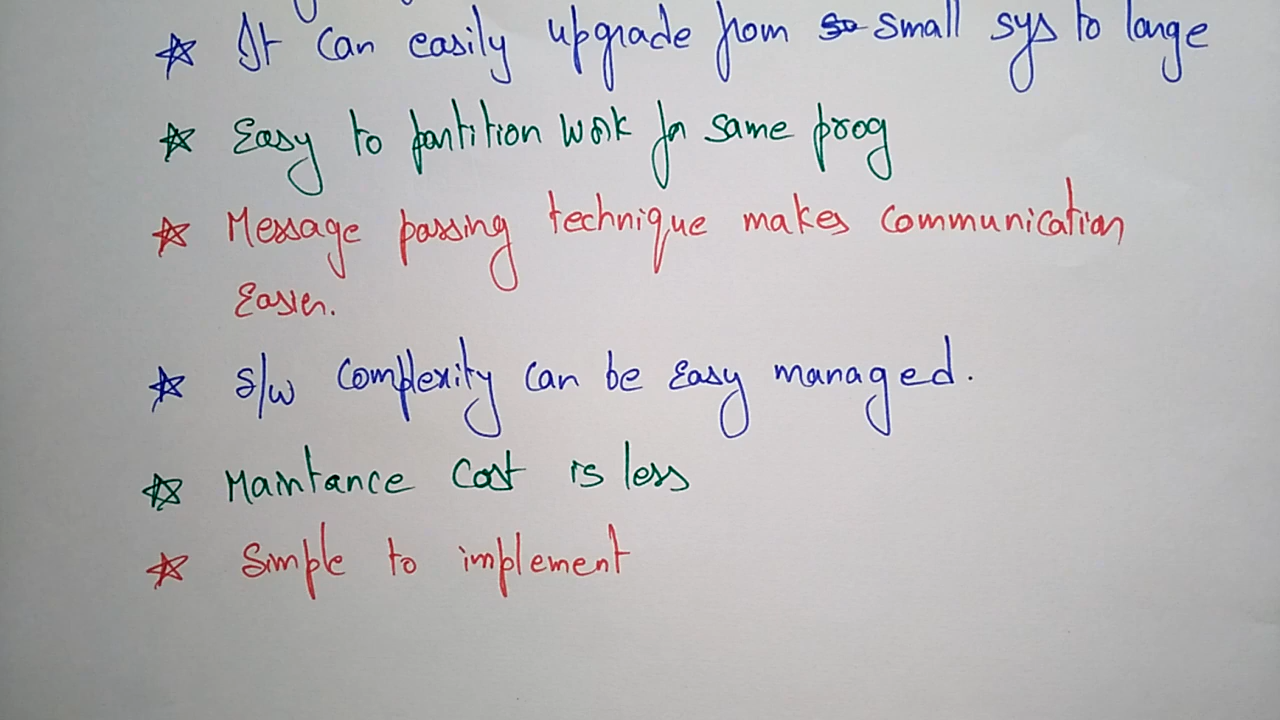 ☆ It can easily upgrade from so small sys to large
☆ Easy to partition work for same prog
☆ Message passing technique makes communication
Easier.
☆ S/w complexity can be easy managed.
☆ Maintance cost is less
☆ Simple to implement